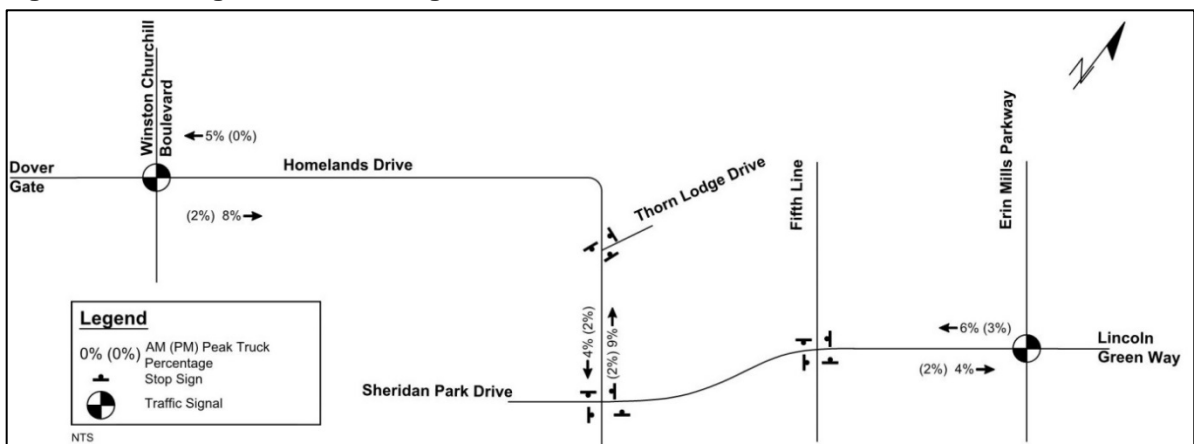 Winston Churchill
Boulevard
5% (0%)
Dover
Gate
Homelands Drive
(2%) 8%
Thorn Lodge Drive
Fifth Line
Erin Mills Parkway
N
4% (2%)
(2%) 9%
6% (3%)
Lincoln
Green Way
(2%) 4%
Sheridan Park Drive
Legend
0% (0%) AM (PM) Peak Truck
Percentage
Stop Sign
Traffic Signal
NTS